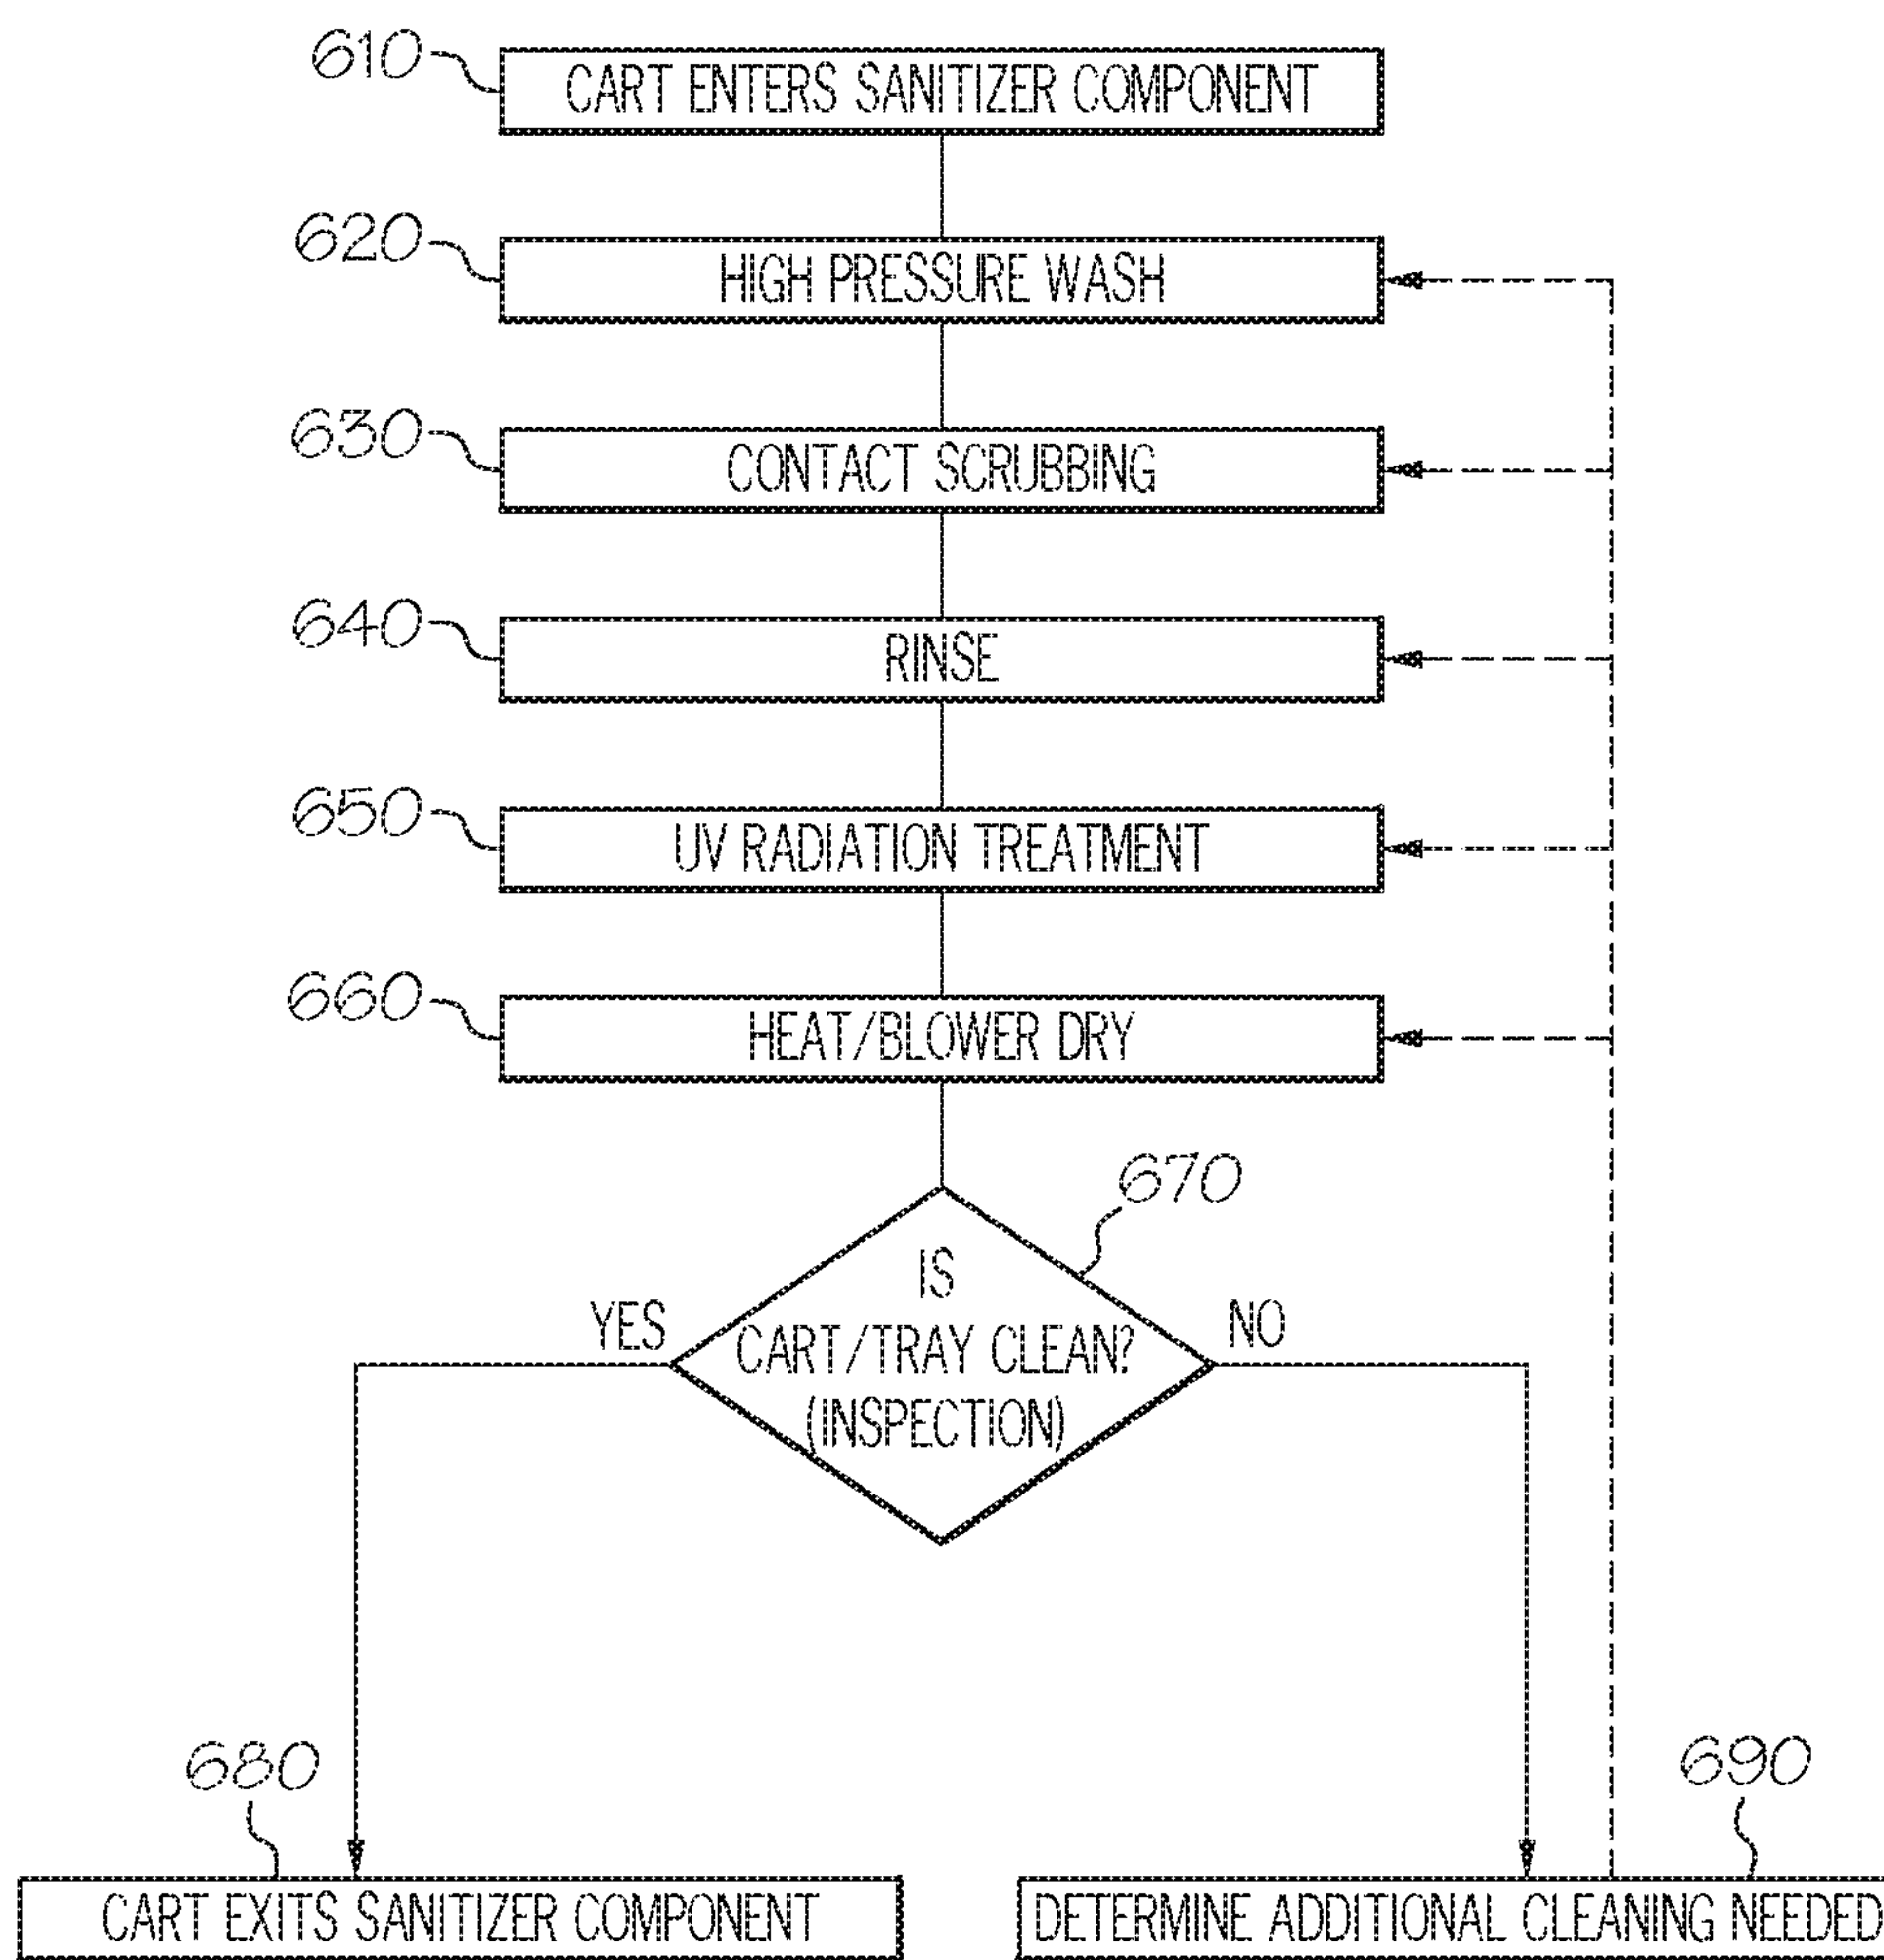 610
CART ENTERS SANITIZER COMPONENT
620
HIGH PRESSURE WASH
630
CONTACT SCRUBBING
640
RINSE
650
UV RADIATION TREATMENT
660
HEAT/BLOWER DRY
670
IS
YES
CART/TRAY CLEAN?
NO
(INSPECTION)
680
690
CART EXITS SANITIZER COMPONENT
DETERMINE ADDITIONAL CLEANING NEEDED